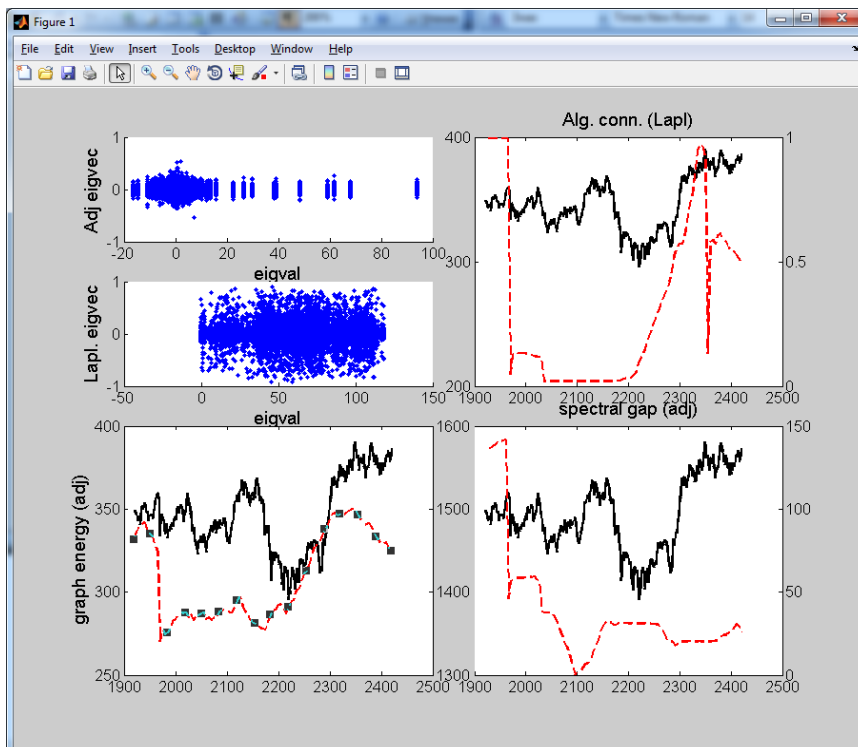 Figure 1
File Edit View Insert Tools Desktop Window Help
1
0
-1
Adj eigvec
-20 0 20 40 60 80 100
eigval
1
0
-1
Lapl. eigvec
-50 0 50 100 150
eigval
Alg. conn. (Lapl)
400
300
200
1
0.5
0
1900 2000 2100 2200 2300 2400 2500
400
350
300
250
graph energy (adj)
1600
1500
1400
1300
1900 2000 2100 2200 2300 2400 2500
spectral gap (adj)
150
100
50
0
1900 2000 2100 2200 2300 2400 2500